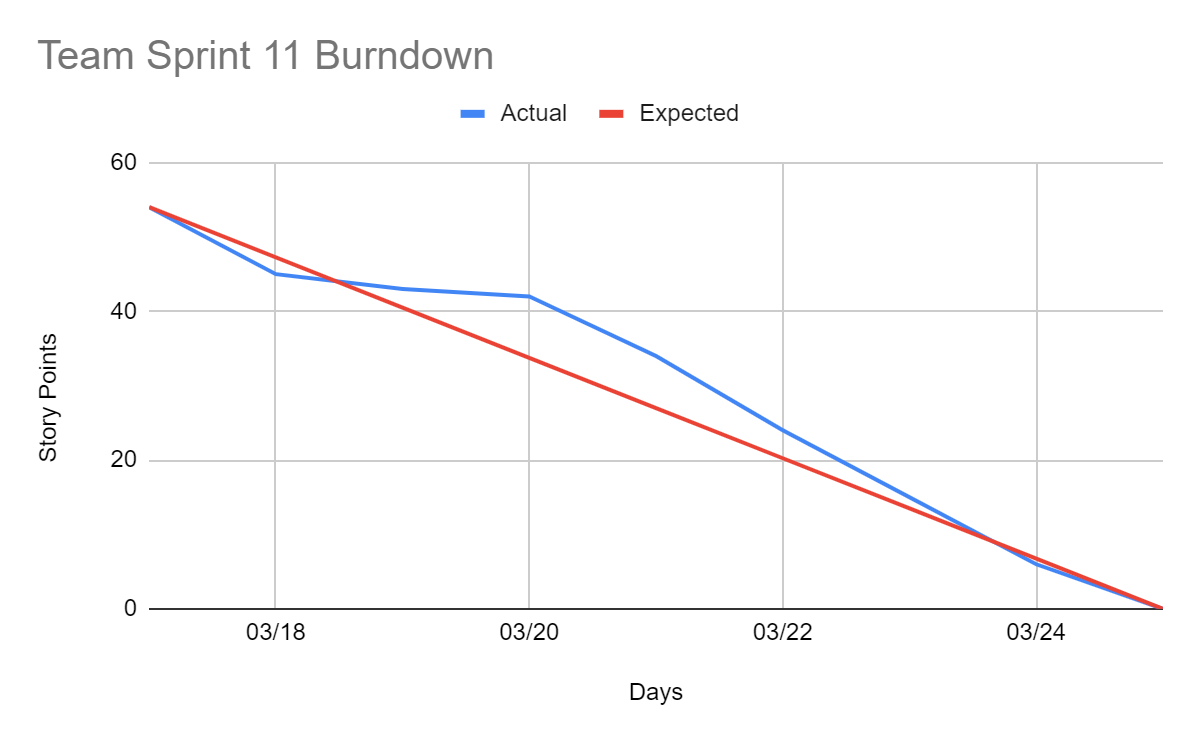 Team Sprint 11 Burndown
Actual Expected
60
40
20
0
Story Points
03/18 03/20 03/22 03/24
Days